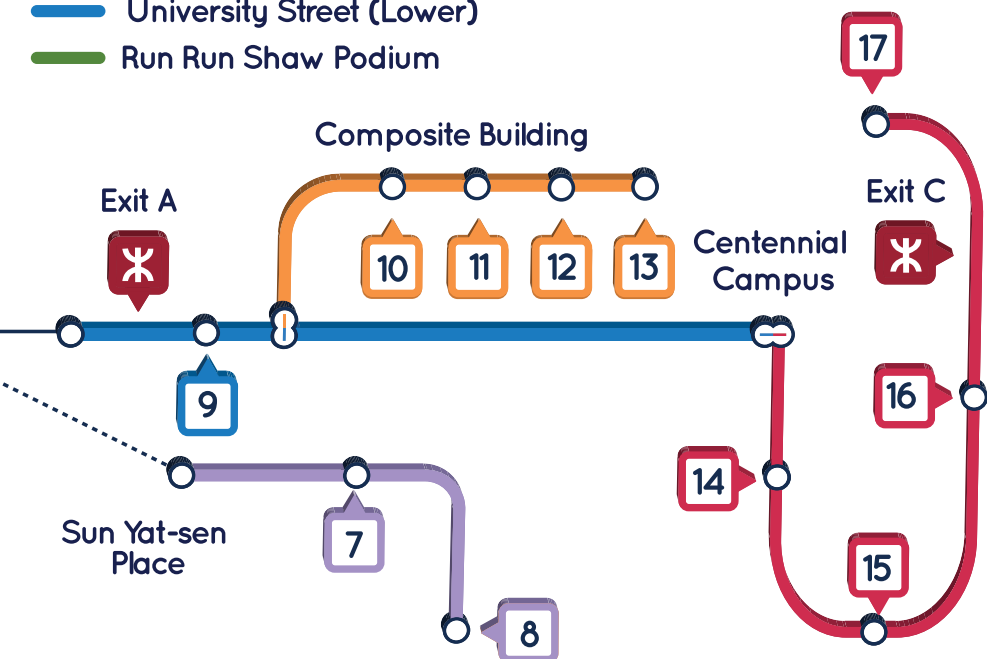 University Street (Lower)
Run Run Shaw Podium
17
Composite Building
Exit A
Exit C
10
11
12
13
Centennial
Campus
9
16
14
Sun Yat-sen
Place
7
15
8